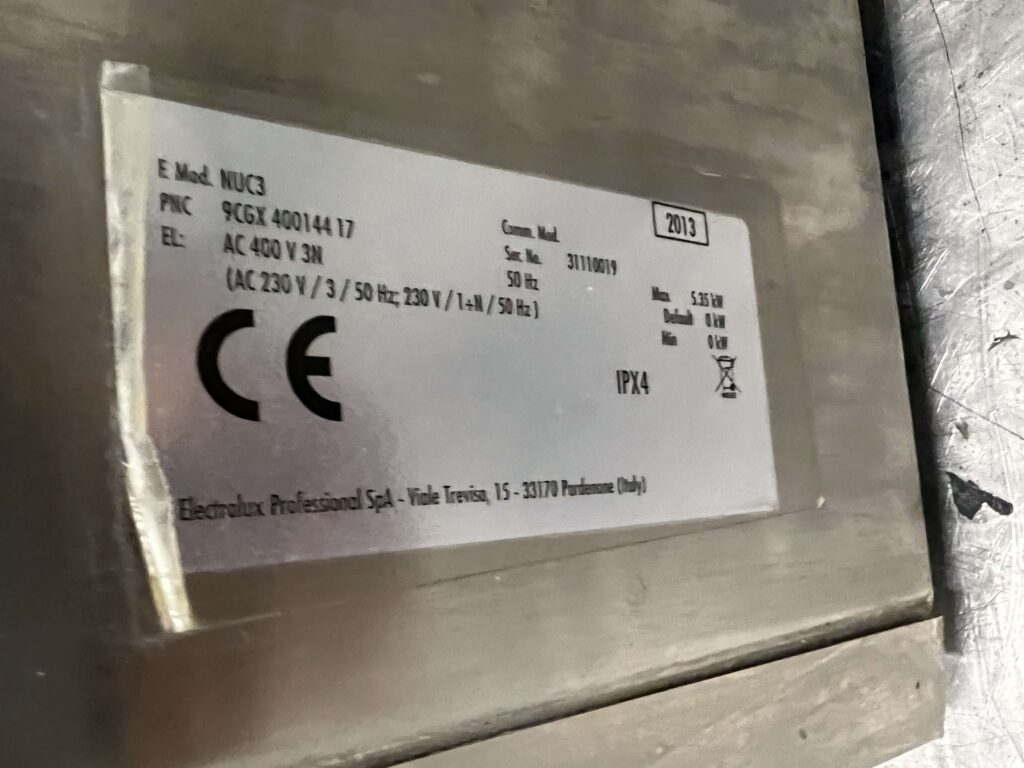 2013
F. Mod. NUC3
Comm. Mod.
PNC 9CGX 40014417
Ser. No. 31110019
EL: AC 400 V 3N
50 Hz
(AC 230 V / 3 / 50 Hz; 230 V / 1+N / 50 Hz )
Max 5.35 kW
Default 0 kW
Min 0 kW
CE
IPX4
Electrolux Professional SpA - Viale Treviso, 15 - 33170 Pordenone (Italy)